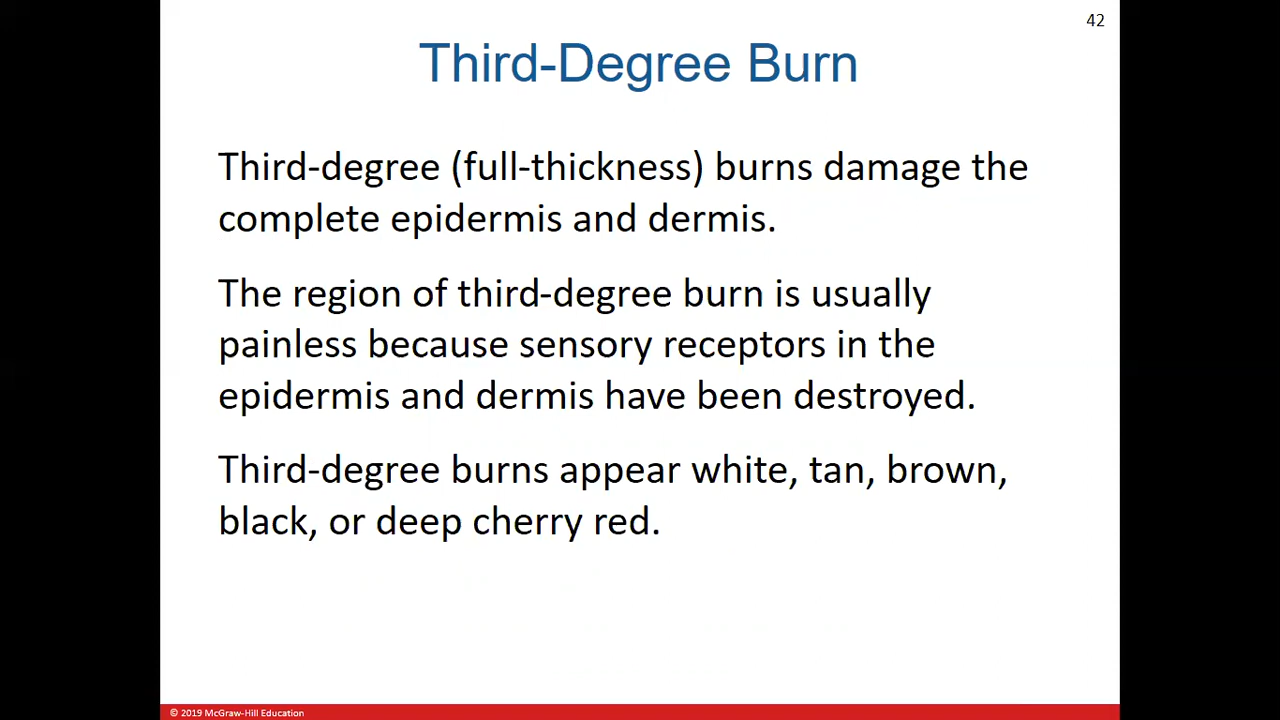 42
Third-Degree Burn
Third-degree (full-thickness) burns damage the
complete epidermis and dermis.
The region of third-degree burn is usually
painless because sensory receptors in the
epidermis and dermis have been destroyed.
Third-degree burns appear white, tan, brown,
black, or deep cherry red.
© 2019 McGraw-Hill Education